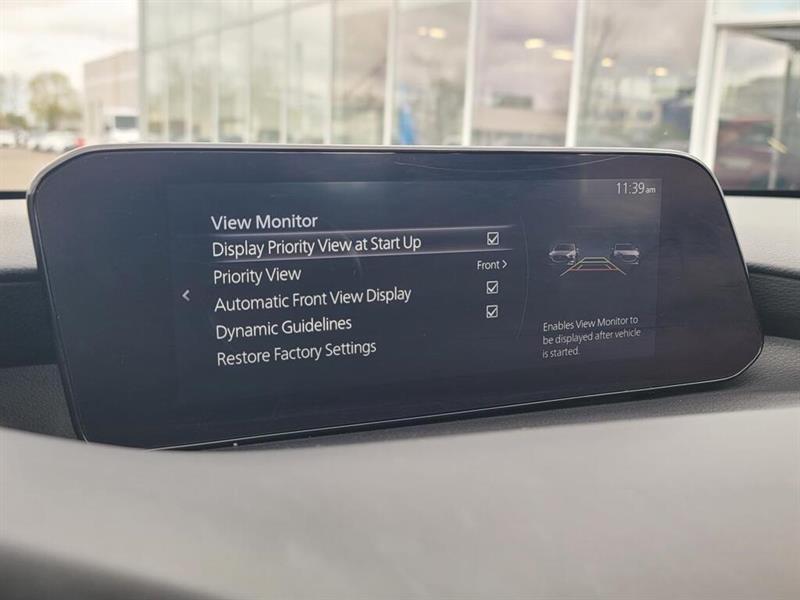 11:39am
View Monitor
Display Priority View at Start Up
Priority View
Front >
Automatic Front View Display
Dynamic Guidelines
Restore Factory Settings
Enables View Monitor to
be displayed after vehicle
is started.